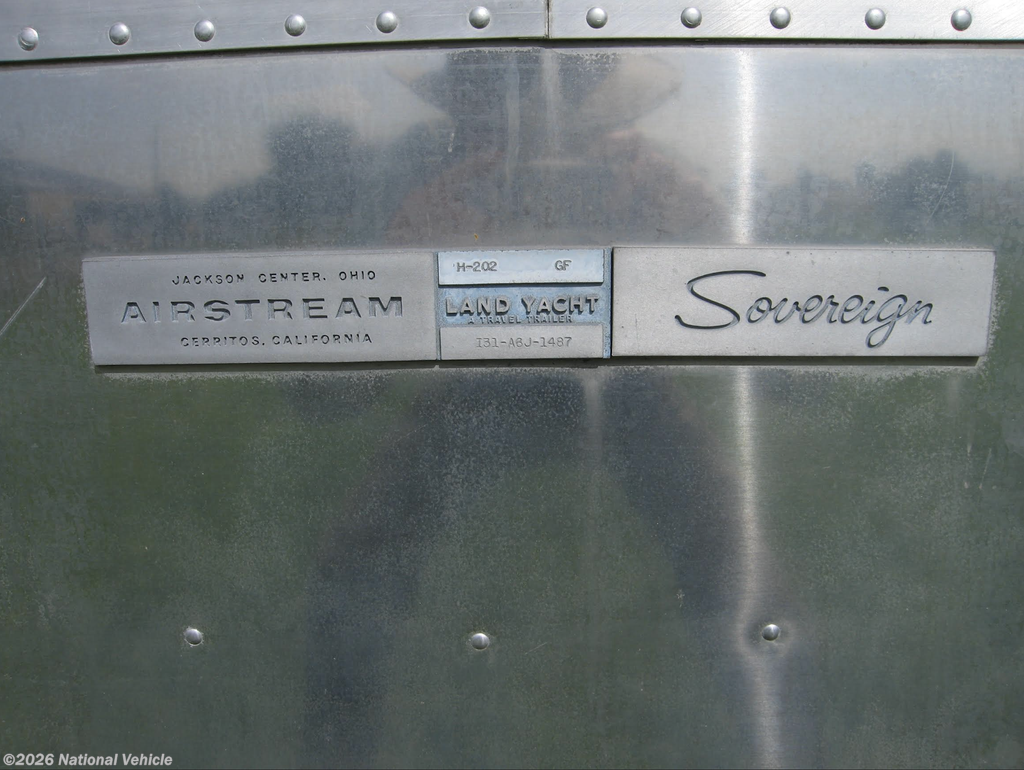 JACKSON CENTER, OHIO
AIRSTREAM
CERRITOS, CALIFORNIA
H-202 GF
LAND YACHT
A TRAVEL TRAILER
I31-A6J-1487
Sovereign
©2026 National Vehicle